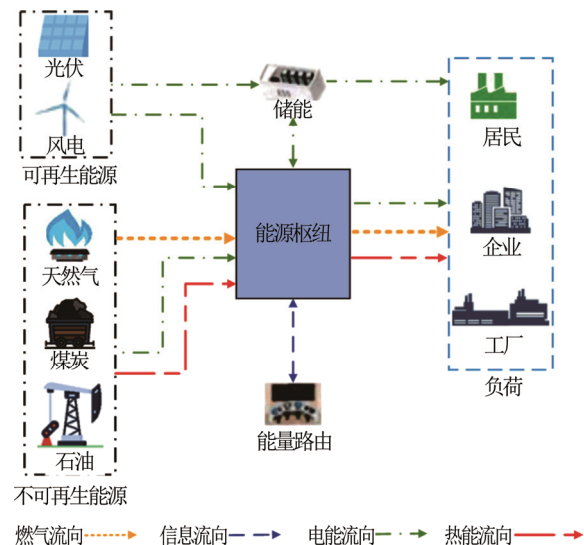 光伏
风电
可再生能源
储能
居民
能源枢纽
企业
天然气
煤炭
工厂
负荷
能量路由
石油
不可再生能源
燃气流向
信息流向
电能流向
热能流向